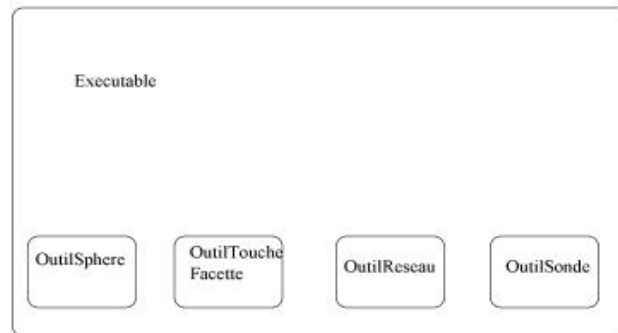 Executable
OutilSphere
OutilTouche
Facette
OutilReseau
OutilSonde